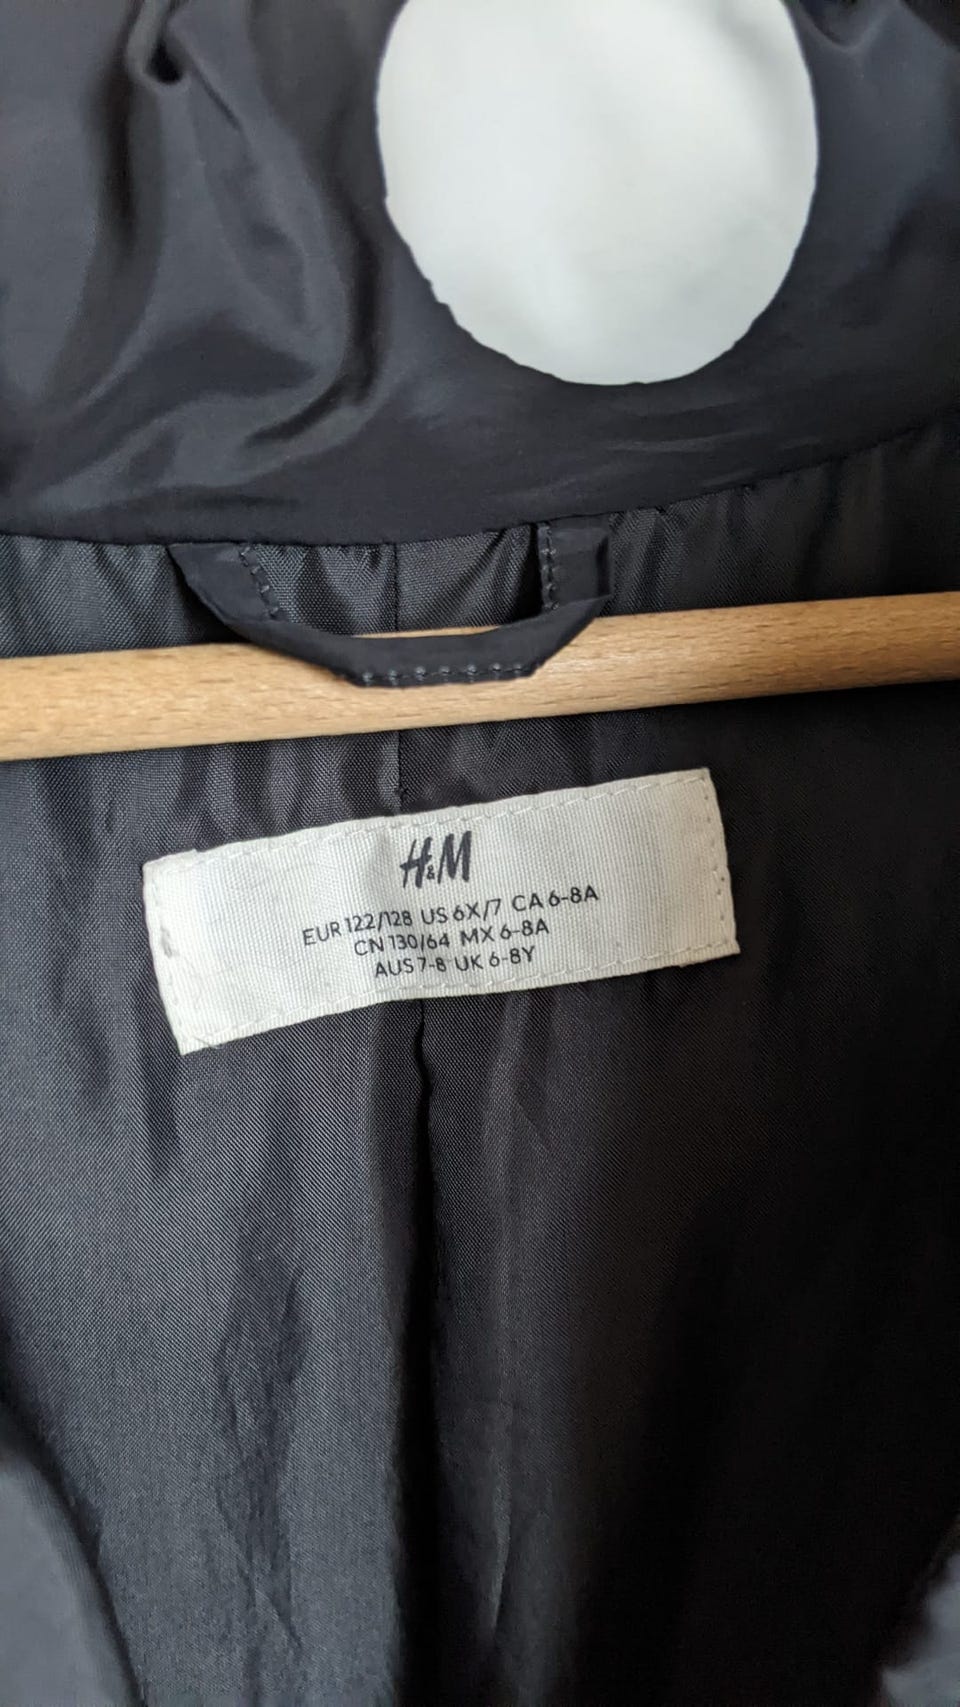 H&M
EUR 122/128 US 6X/7 CA 6-8A
CN 130/64 MX 6-8A
AUS 7-8 UK 6-8Y